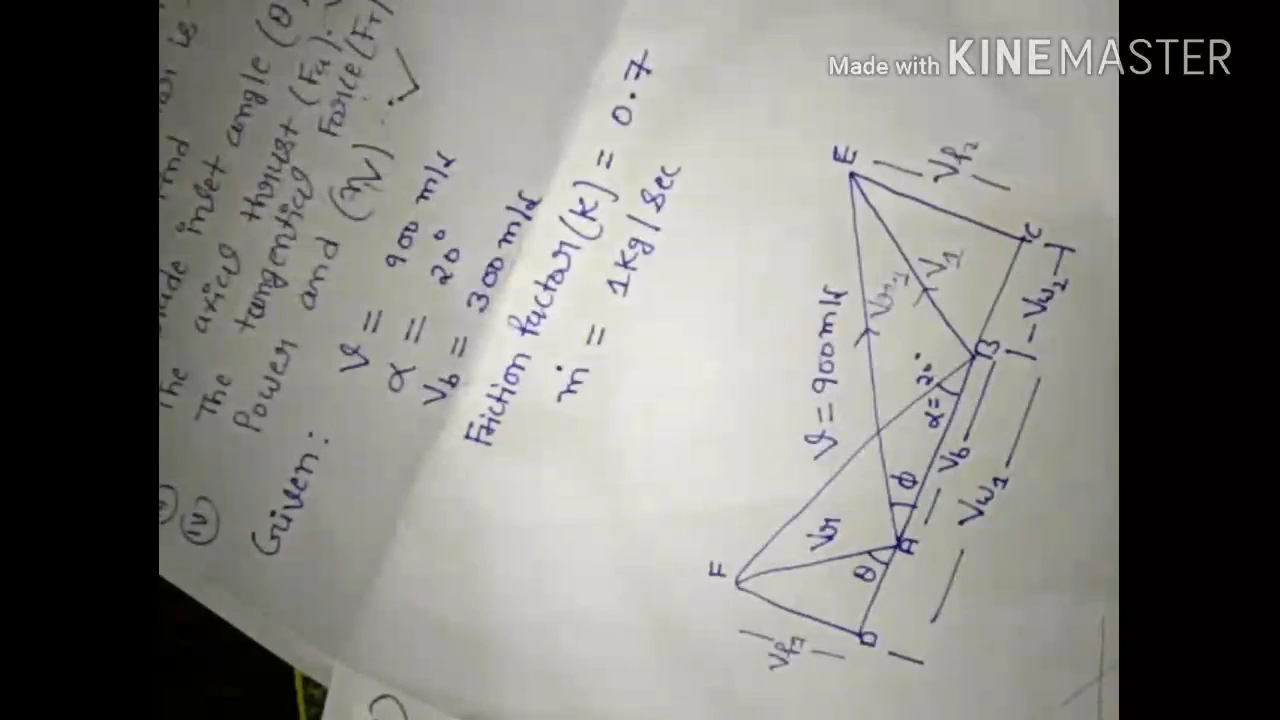 Made with KINEMASTER
inlet angle (θ)
The axial thrust (Fa).
(iv) The tangential Force (FT)
Power and (ηV) ..
Given:
V = 900 m/s
α = 20°
Vb = 300 m/s
Friction factor (K) = 0.7
ṁ = 1 kg/sec
F
E
V = 900 m/s
Vr1
V1
Vf2
Vr
θ
ϕ
α = 20°
D
A
B
C
Vf1
Vb
Vw1
Vw2